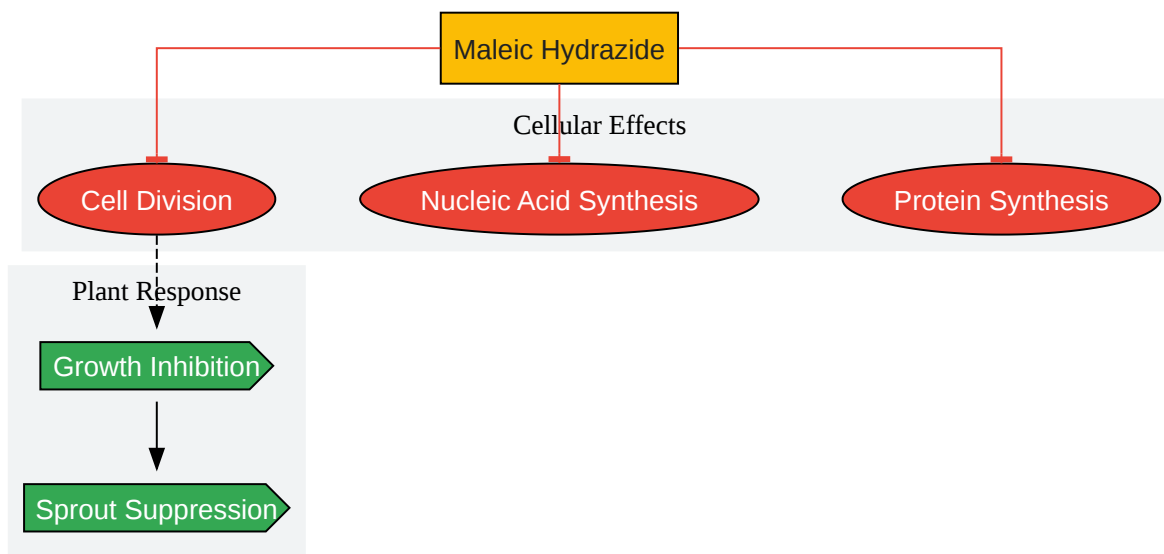 Maleic Hydrazide
Cellular Effects
Cell Division
Nucleic Acid Synthesis
Protein Synthesis
Plant Response
Growth Inhibition
Sprout Suppression